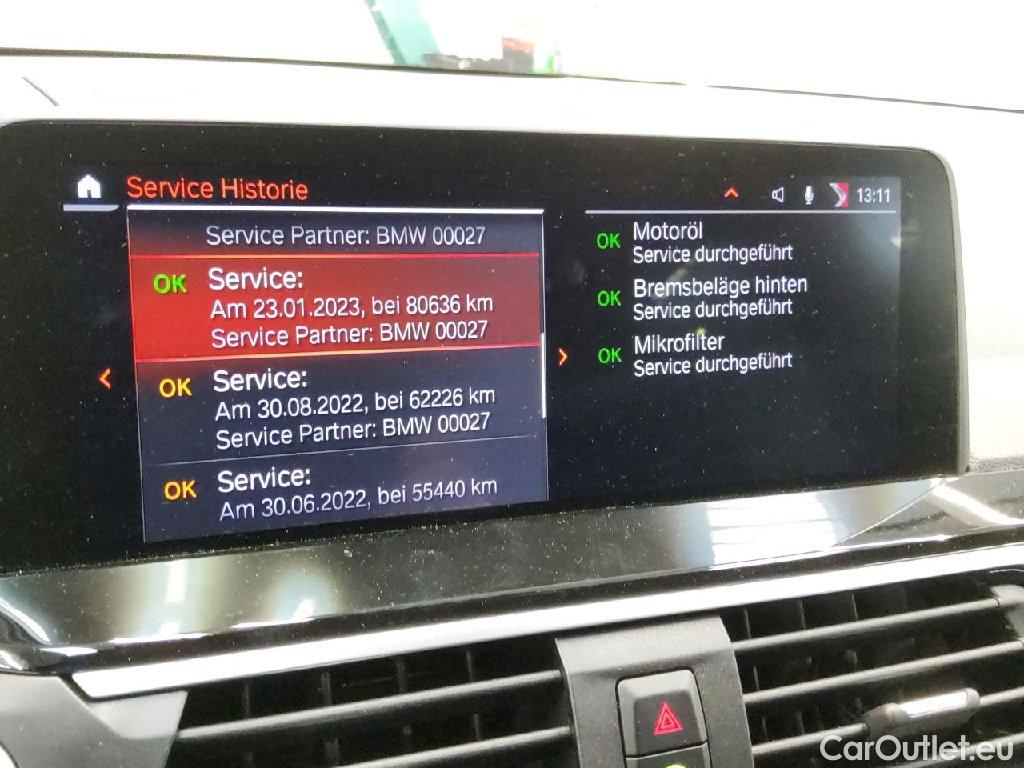 Service Historie
13:11
Service Partner: BMW 00027
OK Service:
Am 23.01.2023, bei 80636 km
Service Partner: BMW 00027
OK Service:
Am 30.08.2022, bei 62226 km
Service Partner: BMW 00027
OK Service:
Am 30.06.2022, bei 55440 km
OK Motoröl
Service durchgeführt
OK Bremsbeläge hinten
Service durchgeführt
OK Mikrofilter
Service durchgeführt
CarOutlet.eu